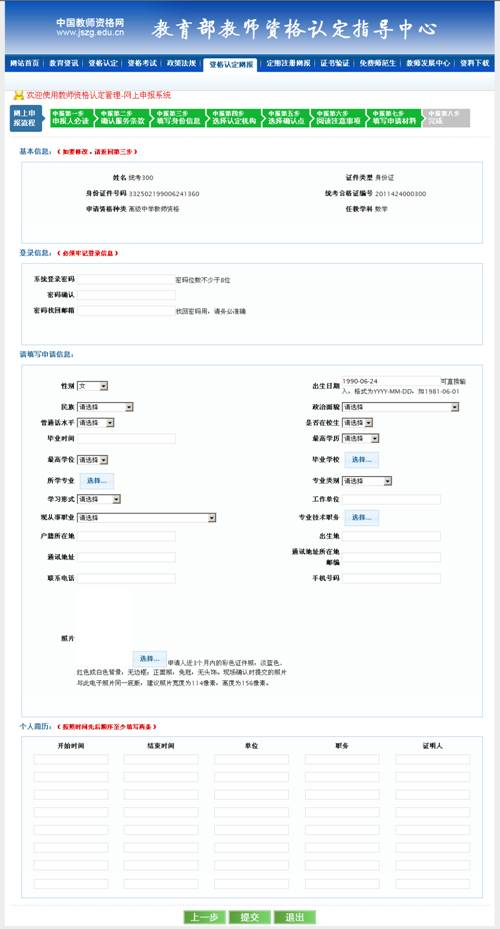 中国教师资格网
www.jszg.edu.cn
教育部教师资格认定指导中心
网站首页 教育资讯 资格认定 资格考试 政策法规 资格认定网报 定期注册网报 证书验证 免费师范生 教师发展中心 资料下载
欢迎使用教师资格认定管理-网上申报系统
网上申报流程
申报第一步 申报人必读
申报第二步 确认服务条款
申报第三步 填写身份信息
申报第四步 选择认定机构
申报第五步 选择确认点
申报第六步 阅读注意事项
申报第七步 填写申请材料
申报第八步 完成
基本信息：（如要修改，请返回第三步）
姓名 统考300 证件类型 身份证
身份证件号码 332502199006241360 统考合格证编号 2011424000300
申请资格种类 高级中学教师资格 任教学科 数学
登录信息：（必须牢记登录信息）
系统登录密码 密码位数不少于8位
密码确认
密码找回邮箱 找回密码用，请务必准确
请填写申请信息：
性别 女 出生日期 1990-06-24 可直接输
入，格式为YYYY-MM-DD，如1981-06-01
民族 请选择 政治面貌 请选择
普通话水平 请选择 是否在校生 请选择
毕业时间 最高学历 请选择
最高学位 请选择 毕业学校 选择...
所学专业 选择... 专业类别 请选择
学习形式 请选择 工作单位
现从事职业 请选择 专业技术职务 选择...
户籍所在地 出生地
通讯地址 通讯地址所在地
邮编
联系电话 手机号码
照片
选择... 申请人近3个月内的彩色证件照，淡蓝色、
红色或白色背景，无边框，正面照，免冠，无头饰。现场确认时提交的照片
与此电子照片同一底版，建议照片宽度为114像素，高度为156像素。
个人简历：（按照时间先后顺序至少填写两条）
开始时间 结束时间 单位 职务 证明人
上一步 提交 退出